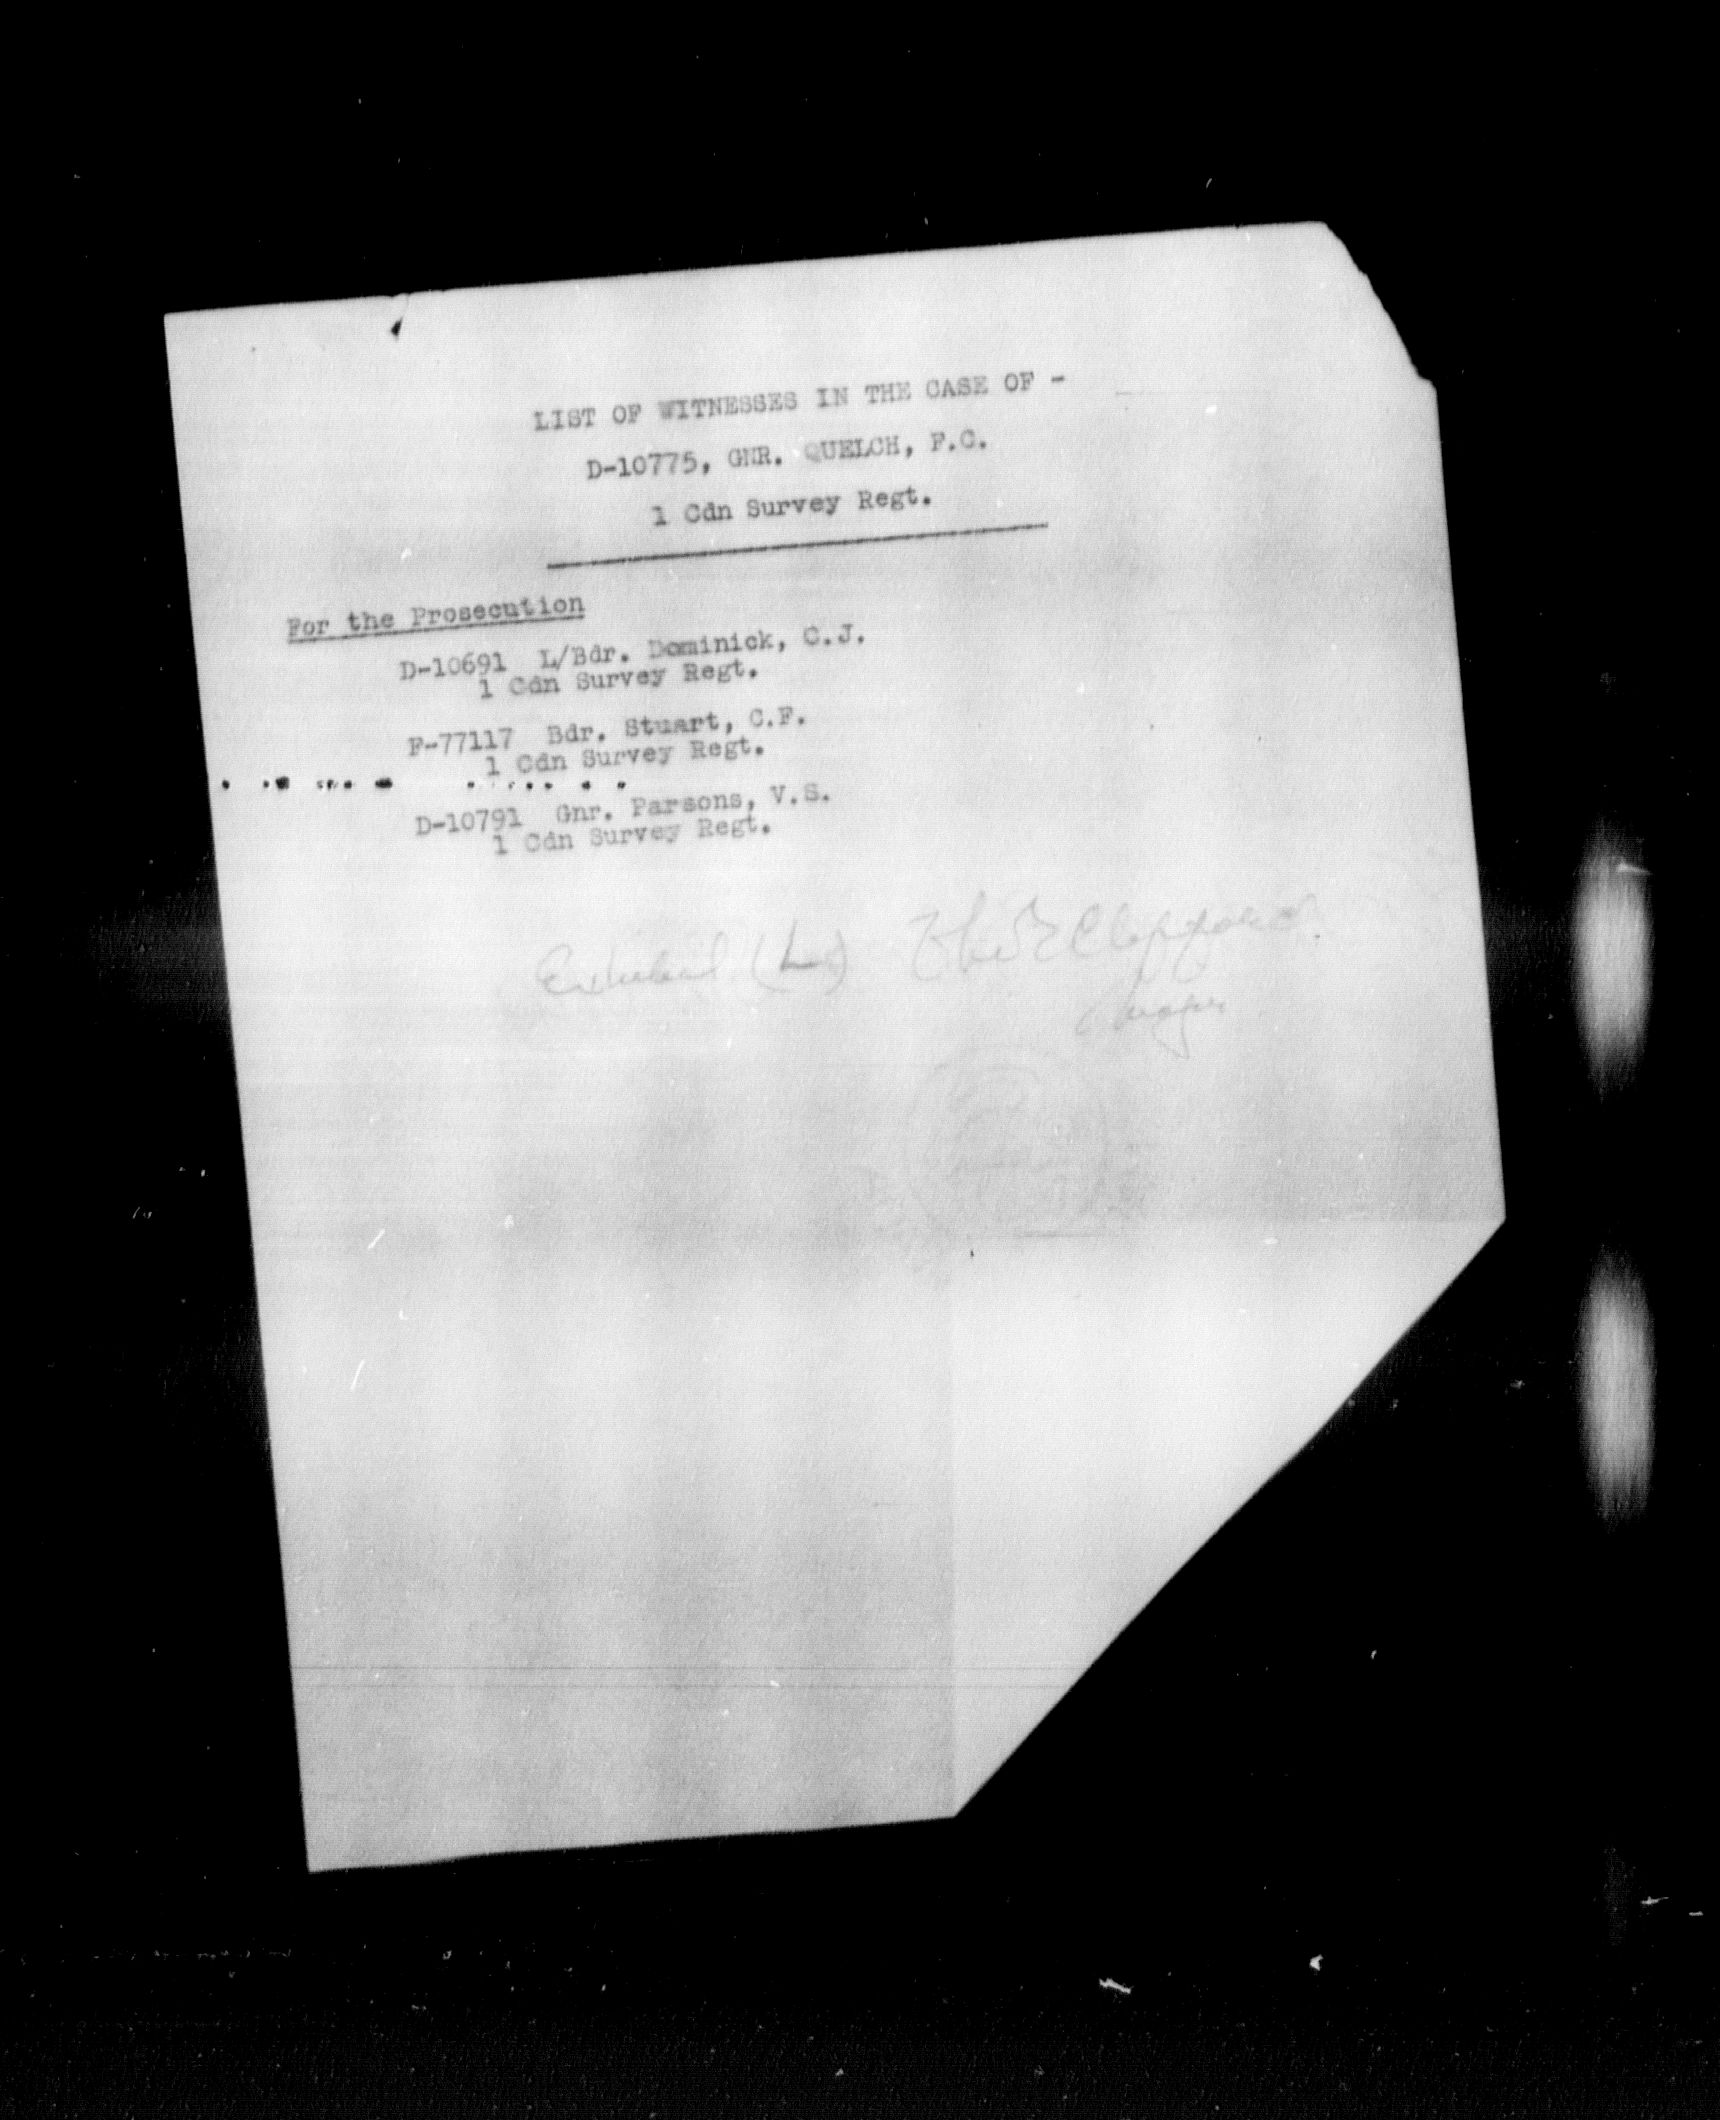 LIST OF WITNESSES IN THE CASE OF -
D-10775, GNR. QUELCH, F.C.
1 Cdn Survey Regt.
For the Prosecution
D-10691 L/Bdr. Dominick, C.J.
1 Cdn Survey Regt.
F-77117 Bdr. Stuart, C.F.
1 Cdn Survey Regt.
D-10791 Gnr. Parsons, V.S.
1 Cdn Survey Regt.
Exhibit (L)
Major